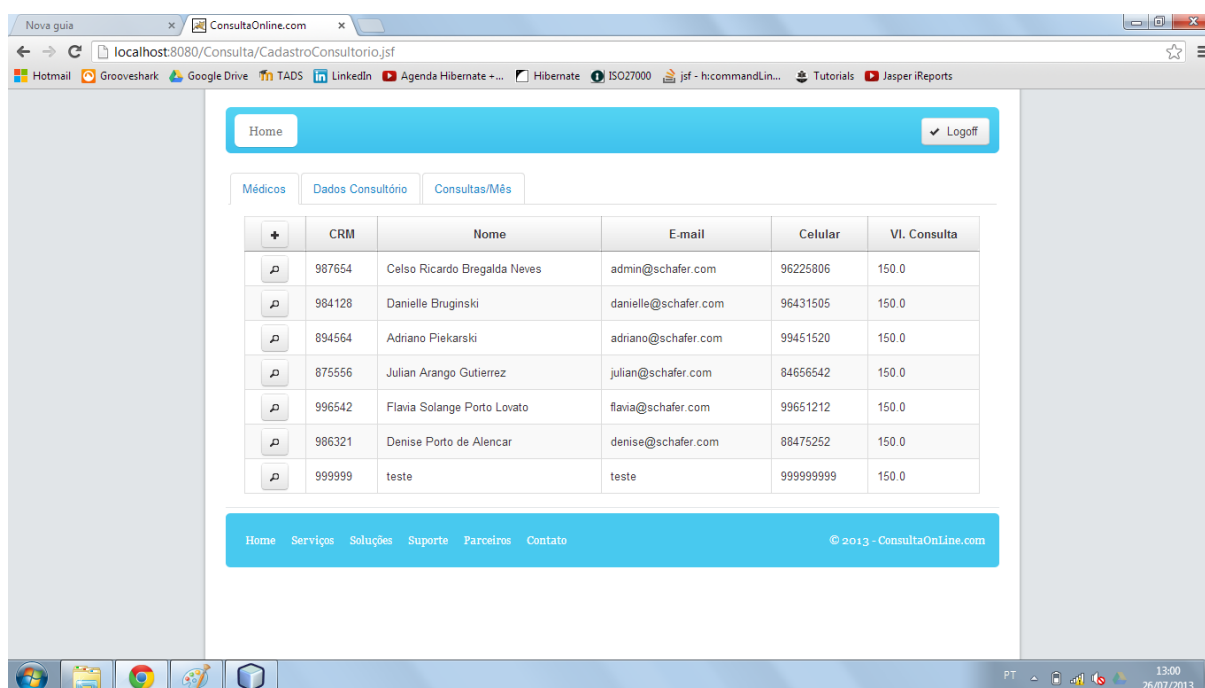 Nova guia
ConsultaOnline.com
localhost:8080/Consulta/CadastroConsultorio.jsf
Hotmail Grooveshark Google Drive TADS LinkedIn Agenda Hibernate +... Hibernate ISO27000 jsf - h:commandLin... Tutorials Jasper iReports
Home Logoff
Médicos Dados Consultório Consultas/Mês
CRM Nome E-mail Celular Vl. Consulta
987654 Celso Ricardo Bregalda Neves admin@schafer.com 96225806 150.0
984128 Danielle Bruginski danielle@schafer.com 96431505 150.0
894564 Adriano Piekarski adriano@schafer.com 99451520 150.0
875556 Julian Arango Gutierrez julian@schafer.com 84656542 150.0
996542 Flavia Solange Porto Lovato flavia@schafer.com 99651212 150.0
986321 Denise Porto de Alencar denise@schafer.com 88475252 150.0
999999 teste teste 999999999 150.0
Home Serviços Soluções Suporte Parceiros Contato © 2013 - ConsultaOnLine.com
PT 13:00
26/07/2013